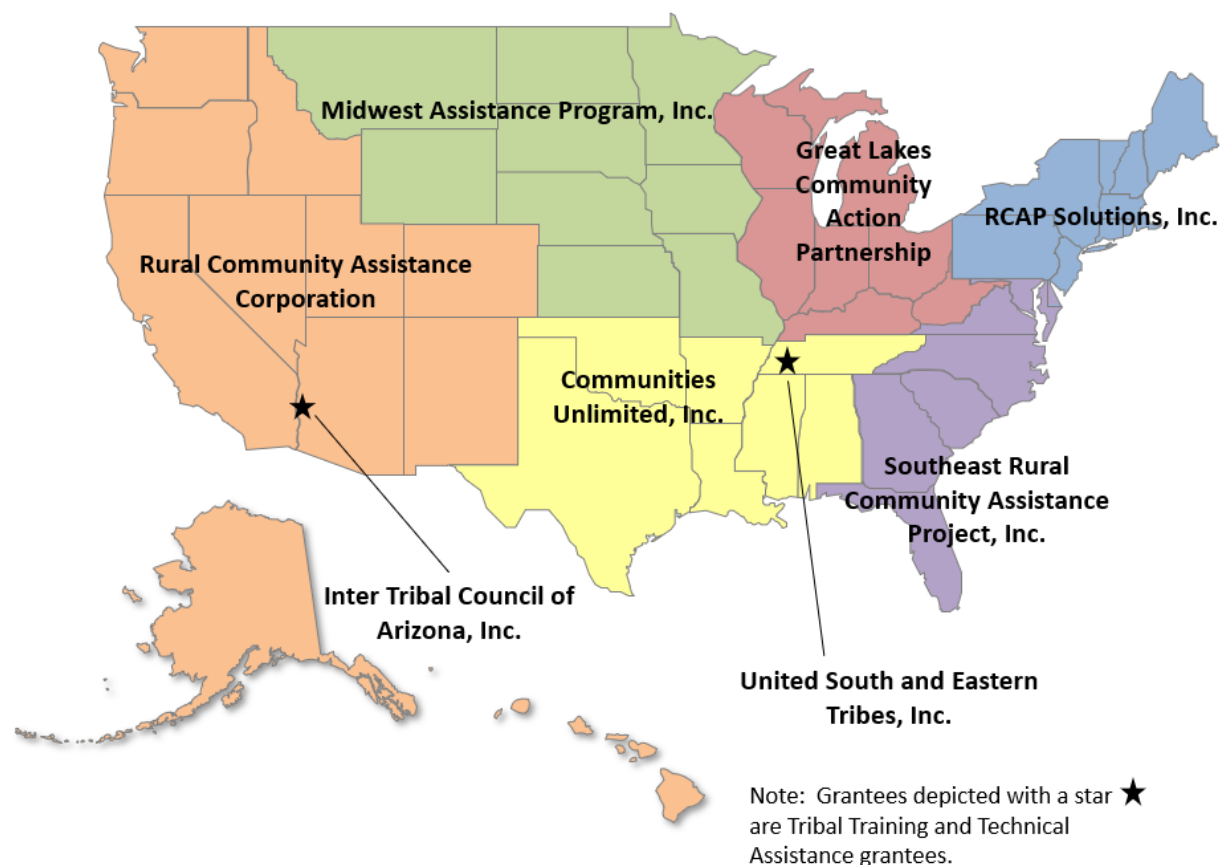 Midwest Assistance Program, Inc.
Great Lakes
Community
Action
Partnership
RCAP Solutions, Inc.
Rural Community Assistance
Corporation
Communities
Unlimited, Inc.
Southeast Rural
Community Assistance
Project, Inc.
Inter Tribal Council of
Arizona, Inc.
United South and Eastern
Tribes, Inc.
Note: Grantees depicted with a star ★
are Tribal Training and Technical
Assistance grantees.